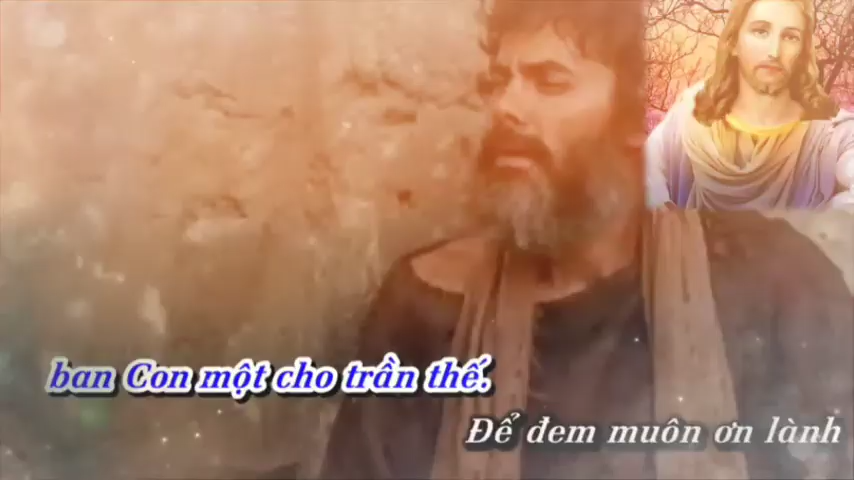 ban Con một cho trần thế.
Để đem muôn ơn lành